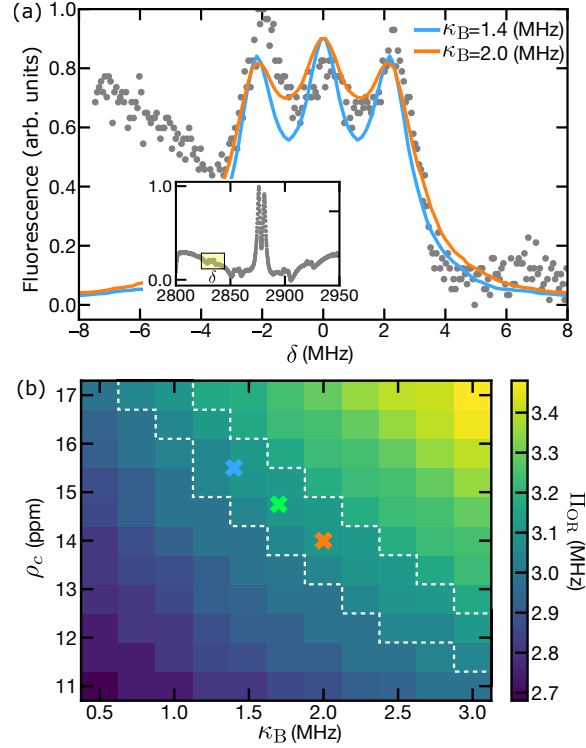 (a)
κB=1.4 (MHz)
κB=2.0 (MHz)
Fluorescence (arb. units)
1.0
0.8
0.6
0.4
0.2
0.0
1.0
0.0
δ
2800 2850 2900 2950
−8 −6 −4 −2 0 2 4 6 8
δ (MHz)
(b)
ρc (ppm)
17
16
15
14
13
12
11
0.5 1.0 1.5 2.0 2.5 3.0
κB (MHz)
3.4
3.3
3.2
3.1
3.0
2.9
2.8
2.7
ΠOR (MHz)